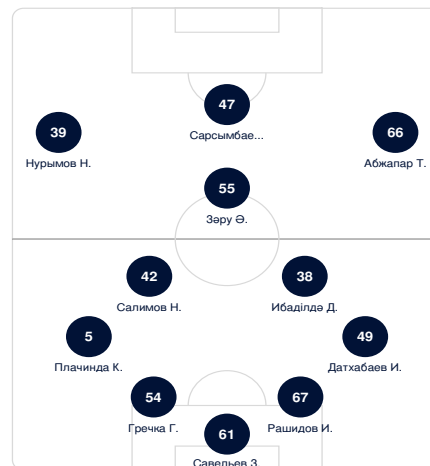 47
Сарсымбае...
39
66
Нурымов Н.
Абжапар Т.
55
Зәру Ә.
42
38
Салимов Н.
Ибаділдә Д.
5
49
Плачинда К.
Датхабаев И.
54
67
Гречка Г.
Рашидов И.
61
Савельев З.